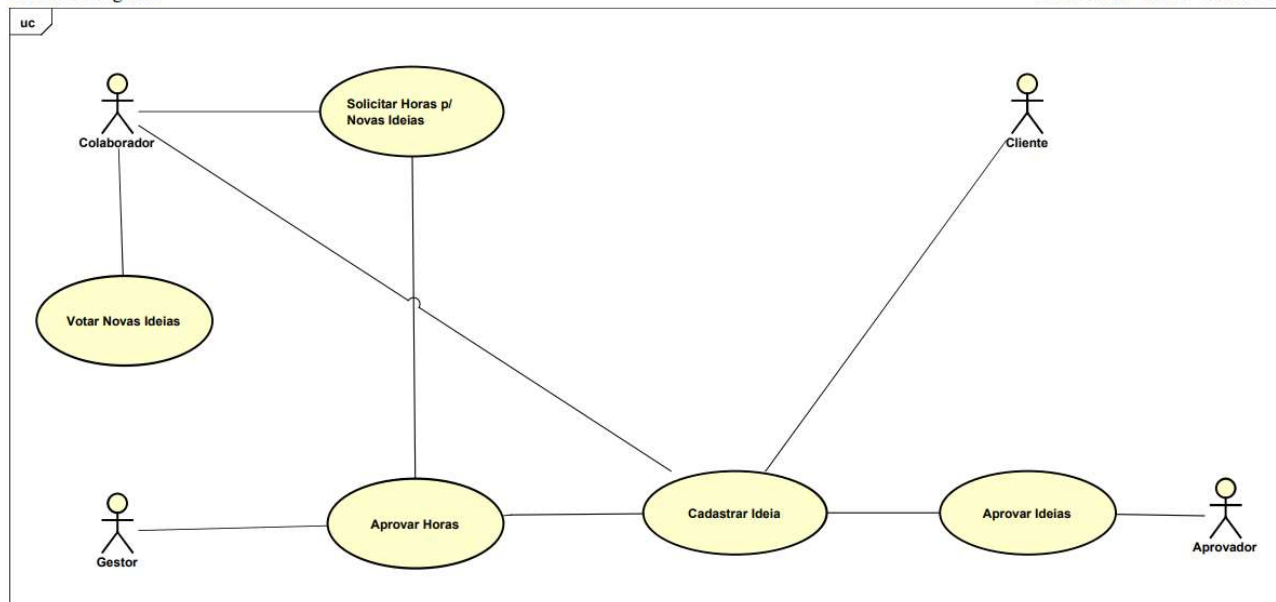 uc
Solicitar Horas p/
Novas Ideias
Colaborador
Cliente
Votar Novas Ideias
Gestor
Aprovar Horas
Cadastrar Ideia
Aprovar Ideias
Aprovador